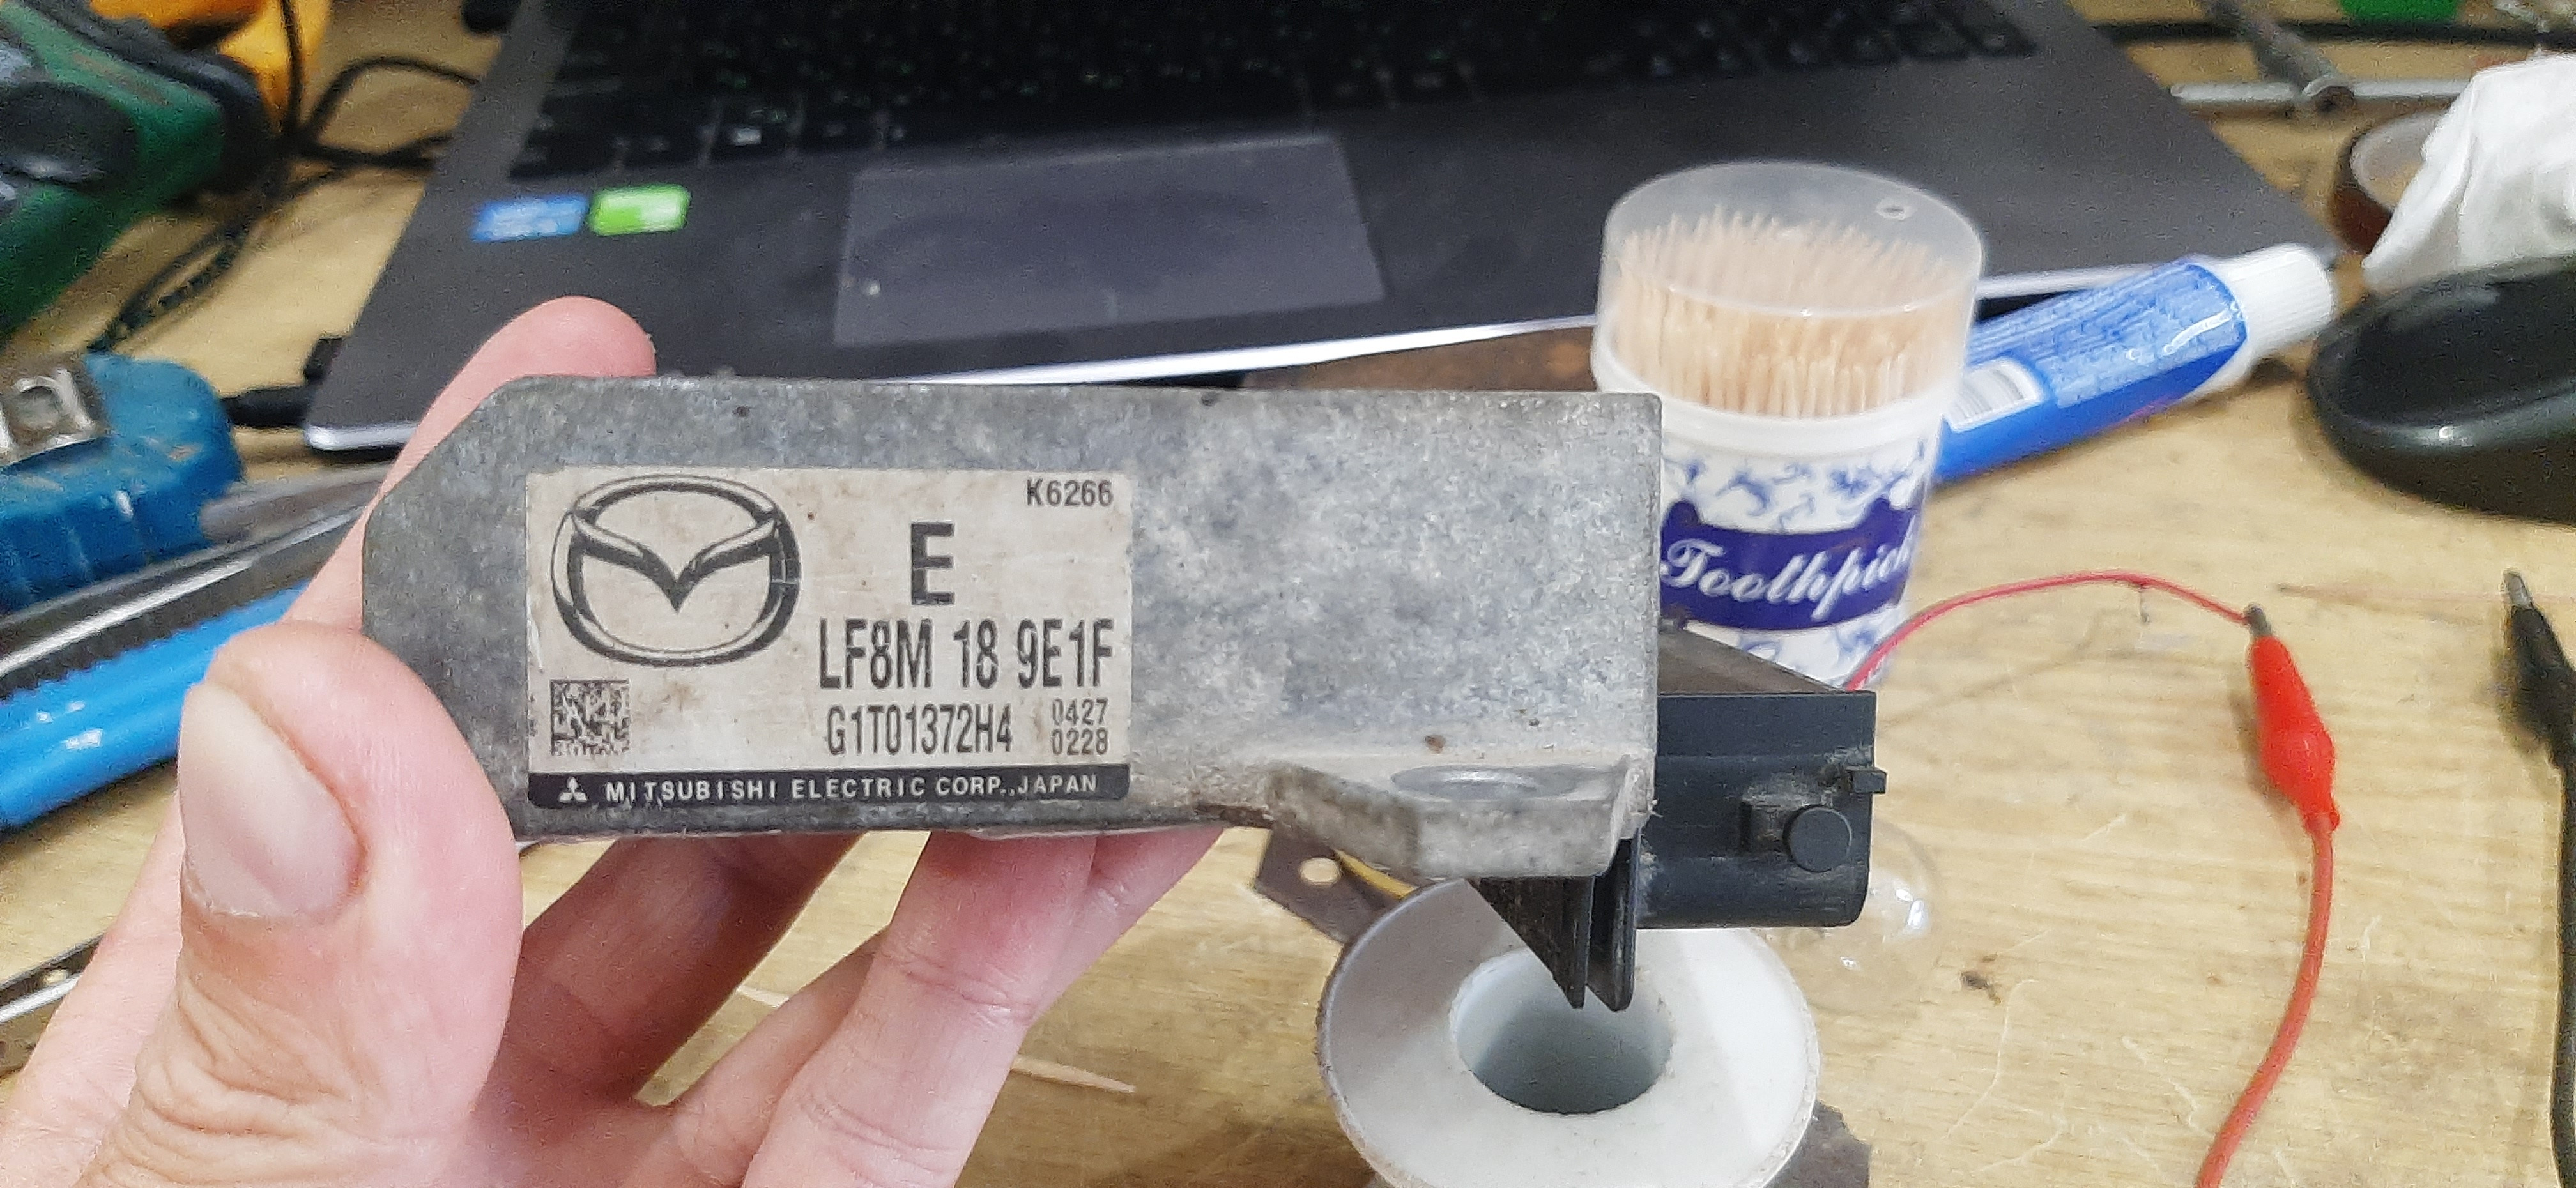 K6266
E
LF8M 18 9E1F
G1T01372H4
0427
0228
MITSUBISHI ELECTRIC CORP., JAPAN